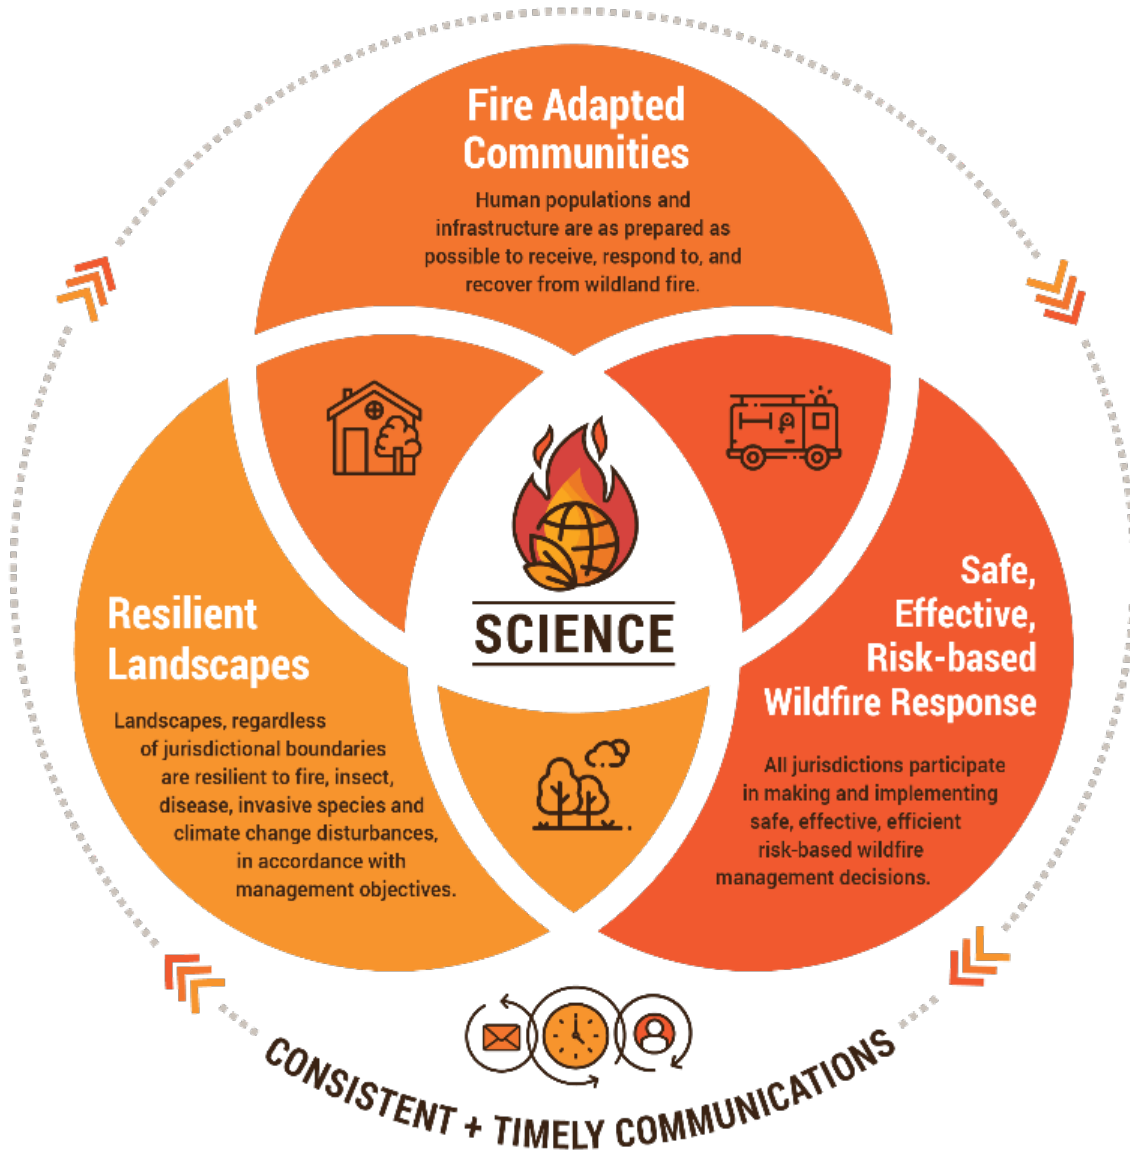 Fire Adapted
Communities
Human populations and
infrastructure are as prepared as
possible to receive, respond to, and
recover from wildland fire.
SCIENCE
Resilient
Landscapes
Landscapes, regardless
of jurisdictional boundaries
are resilient to fire, insect,
disease, invasive species and
climate change disturbances,
in accordance with
management objectives.
Safe,
Effective,
Risk-based
Wildfire Response
All jurisdictions participate
in making and implementing
safe, effective, efficient
risk-based wildfire
management decisions.
CONSISTENT + TIMELY COMMUNICATIONS